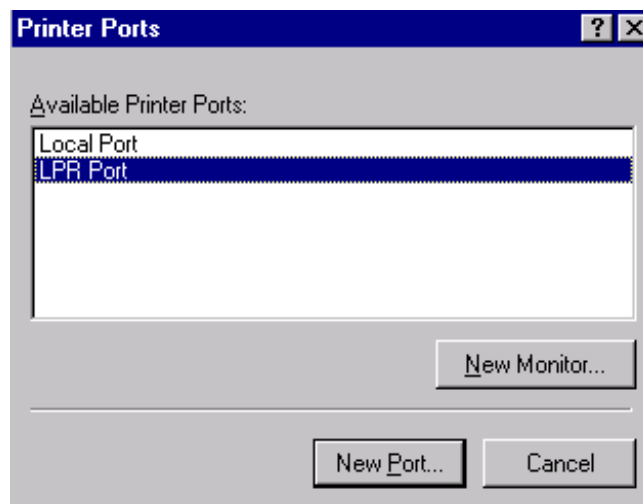 Printer Ports
Available Printer Ports:
Local Port
LPR Port
New Monitor...
New Port...
Cancel